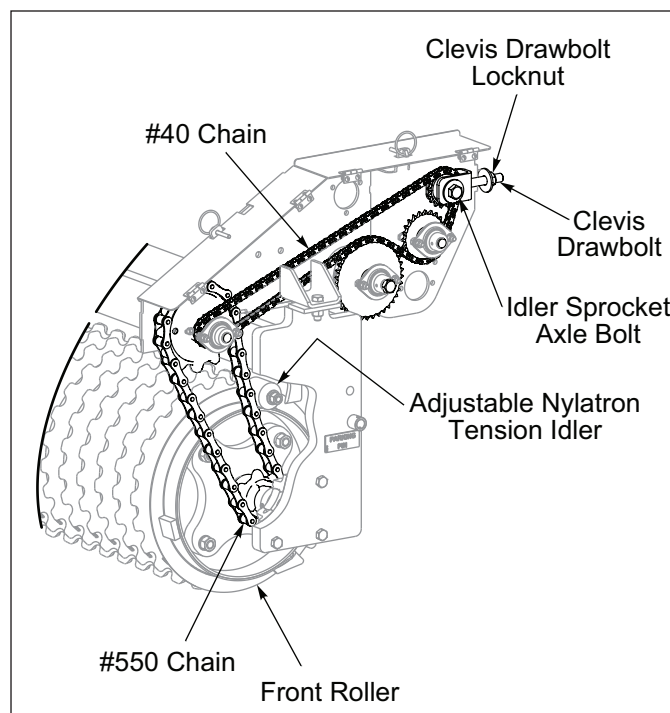 Clevis Drawbolt
Locknut
#40 Chain
Clevis
Drawbolt
Idler Sprocket
Axle Bolt
Adjustable Nylatron
Tension Idler
#550 Chain
Front Roller